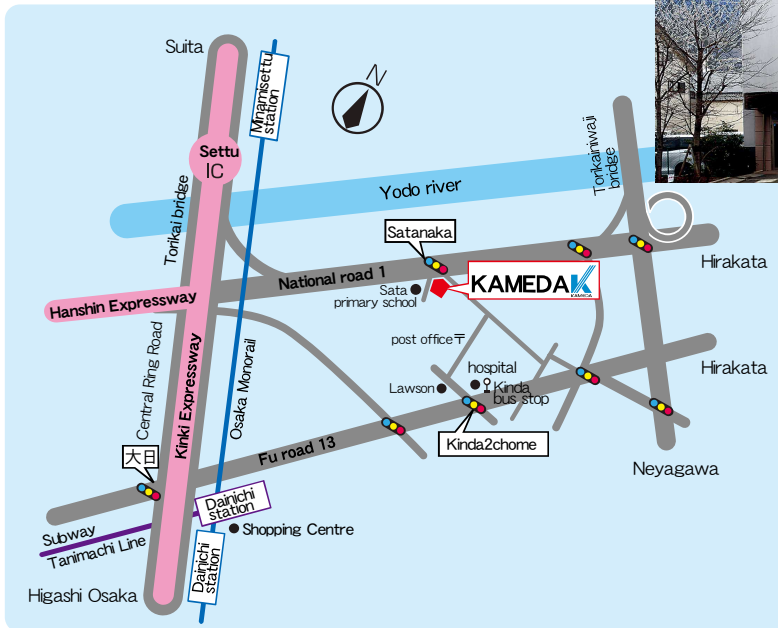 Suita
Minamisettu
station
N
Settu
IC
Torikai bridge
Yodo river
Torikainiwaji
bridge
Satanaka
National road 1
Hirakata
Hanshin Expressway
Sata
primary school
KAMEDA
KAMEDA
post office〒
Central Ring Road
Kinki Expressway
Osaka Monorail
hospital
Lawson
Kinda
bus stop
Hirakata
大日
Fu road 13
Kinda2chome
Neyagawa
Dainichi
station
Subway
Tanimachi Line
Shopping Centre
Dainichi
station
Higashi Osaka